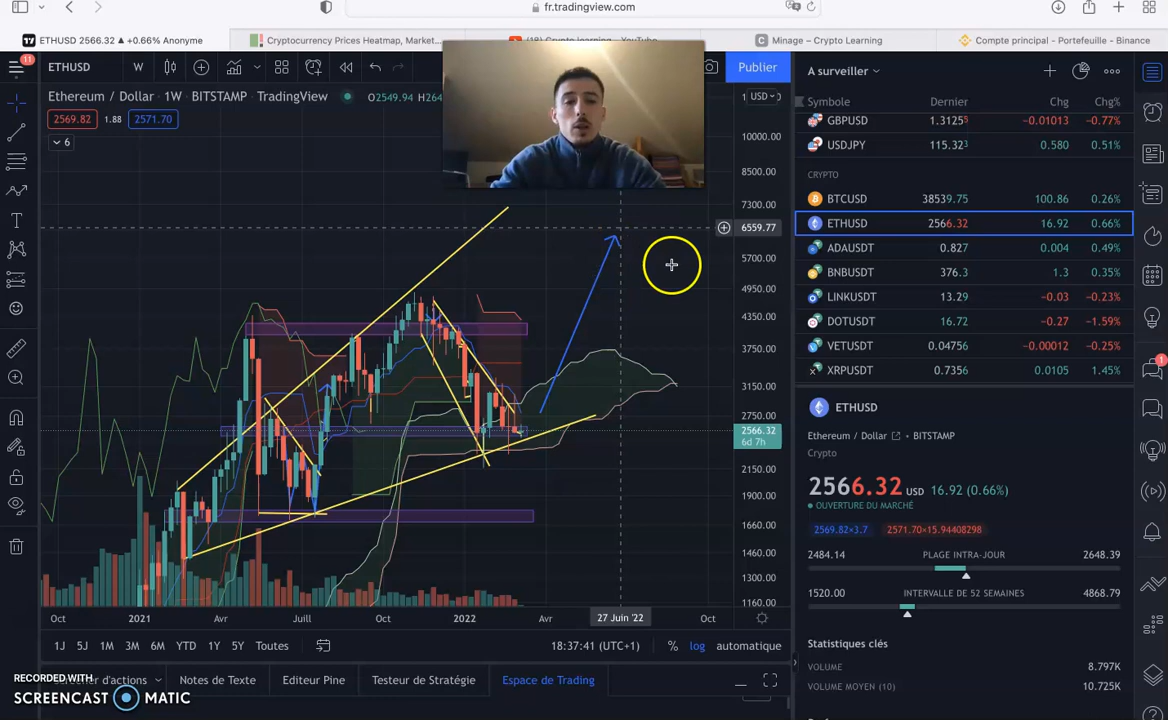 fr.tradingview.com
ETHUSD 2566.32 ▲ +0.66% Anonyme
Cryptocurrency Prices Heatmap, Market...
(18) Crypto learning - YouTube
Minage – Crypto Learning
Compte principal - Portefeuille - Binance
11
ETHUSD
W
Publier
A surveiller
Ethereum / Dollar · 1W · BITSTAMP · TradingView
O2549.94 H264
USD
2569.82
1.88
2571.70
6
Symbole Dernier Chg Chg%
GBPUSD 1.3125⁵ -0.01013 -0.77%
USDJPY 115.32³ 0.580 0.51%
CRYPTO
BTCUSD 38539.75 100.86 0.26%
ETHUSD 2566.32 16.92 0.66%
ADAUSDT 0.827 0.004 0.49%
BNBUSDT 376.3 1.3 0.35%
LINKUSDT 13.29 -0.03 -0.23%
DOTUSDT 16.72 -0.27 -1.59%
VETUSDT 0.04756 -0.00012 -0.25%
XRPUSDT 0.7356 0.0105 1.45%
10000.00
8500.00
7300.00
6559.77
5700.00
4950.00
4350.00
3750.00
3150.00
2750.00
2566.32
6d 7h
2150.00
1900.00
1660.00
1460.00
1300.00
1160.00
ETHUSD
Ethereum / Dollar BITSTAMP
Crypto
2566.32 USD 16.92 (0.66%)
OUVERTURE DU MARCHÉ
2569.82×3.7 2571.70×15.94408298
2484.14 PLAGE INTRA-JOUR 2648.39
1520.00 INTERVALLE DE 52 SEMAINES 4868.79
Statistiques clés
VOLUME 8.797K
VOLUME MOYEN (10) 10.725K
1
Oct 2021 Avr Juill Oct 2022 Avr 27 Juin '22 Oct
1J 5J 1M 3M 6M YTD 1Y 5Y Toutes
18:37:41 (UTC+1) % log automatique
d'actions
Notes de Texte
Editeur Pine
Testeur de Stratégie
Espace de Trading
RECORDED WITH
SCREENCAST MATIC